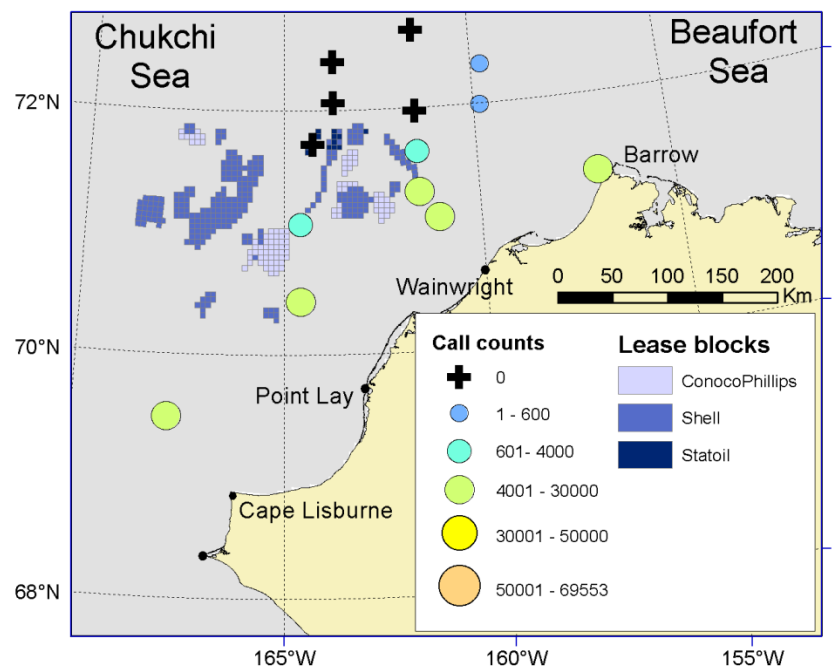 Chukchi
Sea
Beaufort
Sea
72°N
Barrow
Wainwright
0 50 100 150 200
Km
70°N
Point Lay
Cape Lisburne
68°N
Call counts
0
1 - 600
601- 4000
4001 - 30000
30001 - 50000
50001 - 69553
Lease blocks
ConocoPhillips
Shell
Statoil
165°W
160°W
155°W